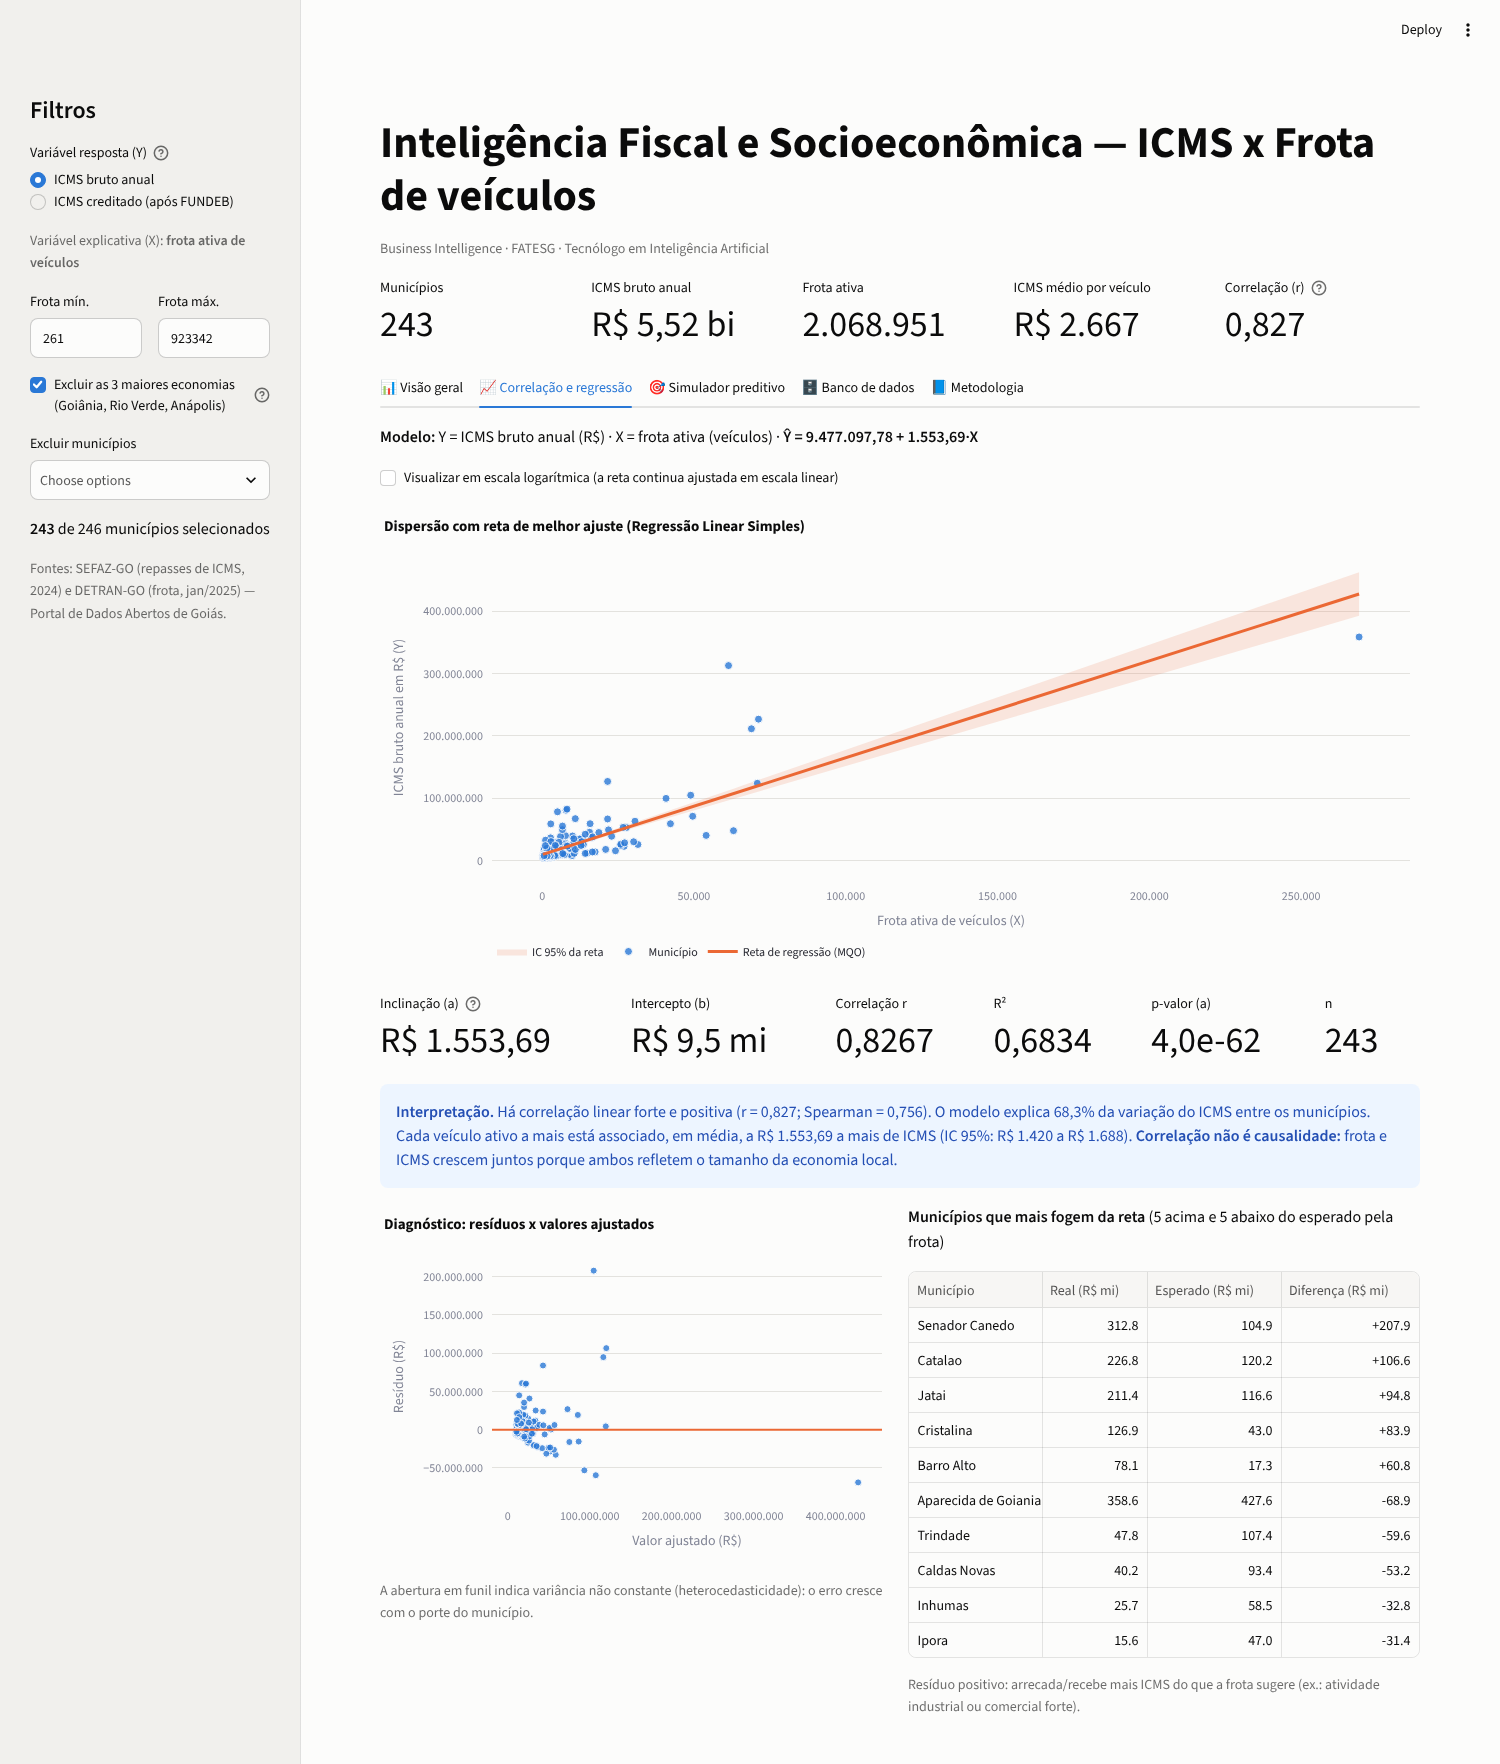 Deploy
Filtros
Variável resposta (Y)
ICMS bruto anual
ICMS creditado (após FUNDEB)
Variável explicativa (X): frota ativa de
veículos
Frota mín.
Frota máx.
261
923342
Excluir as 3 maiores economias
(Goiânia, Rio Verde, Anápolis)
Excluir municípios
Choose options
243 de 246 municípios selecionados
Fontes: SEFAZ-GO (repasses de ICMS,
2024) e DETRAN-GO (frota, jan/2025) —
Portal de Dados Abertos de Goiás.
Inteligência Fiscal e Socioeconômica — ICMS x Frota
de veículos
Business Intelligence · FATESG · Tecnólogo em Inteligência Artificial
Municípios
243
ICMS bruto anual
R$ 5,52 bi
Frota ativa
2.068.951
ICMS médio por veículo
R$ 2.667
Correlação (r)
0,827
Visão geral
Correlação e regressão
Simulador preditivo
Banco de dados
Metodologia
Modelo: Y = ICMS bruto anual (R$) · X = frota ativa (veículos) · Ŷ = 9.477.097,78 + 1.553,69·X
Visualizar em escala logarítmica (a reta continua ajustada em escala linear)
Dispersão com reta de melhor ajuste (Regressão Linear Simples)
ICMS bruto anual em R$ (Y)
400.000.000
300.000.000
200.000.000
100.000.000
0
0
50.000
100.000
150.000
200.000
250.000
Frota ativa de veículos (X)
IC 95% da reta
Município
Reta de regressão (MQO)
Inclinação (a)
R$ 1.553,69
Intercepto (b)
R$ 9,5 mi
Correlação r
0,8267
R²
0,6834
p-valor (a)
4,0e-62
n
243
Interpretação. Há correlação linear forte e positiva (r = 0,827; Spearman = 0,756). O modelo explica 68,3% da variação do ICMS entre os municípios.
Cada veículo ativo a mais está associado, em média, a R$ 1.553,69 a mais de ICMS (IC 95%: R$ 1.420 a R$ 1.688). Correlação não é causalidade: frota e
ICMS crescem juntos porque ambos refletem o tamanho da economia local.
Diagnóstico: resíduos x valores ajustados
Resíduo (R$)
200.000.000
150.000.000
100.000.000
50.000.000
0
−50.000.000
0
100.000.000
200.000.000
300.000.000
400.000.000
Valor ajustado (R$)
A abertura em funil indica variância não constante (heterocedasticidade): o erro cresce
com o porte do município.
Municípios que mais fogem da reta (5 acima e 5 abaixo do esperado pela
frota)
Município Real (R$ mi) Esperado (R$ mi) Diferença (R$ mi)
Senador Canedo 312.8 104.9 +207.9
Catalao 226.8 120.2 +106.6
Jatai 211.4 116.6 +94.8
Cristalina 126.9 43.0 +83.9
Barro Alto 78.1 17.3 +60.8
Aparecida de Goiania 358.6 427.6 -68.9
Trindade 47.8 107.4 -59.6
Caldas Novas 40.2 93.4 -53.2
Inhumas 25.7 58.5 -32.8
Ipora 15.6 47.0 -31.4
Resíduo positivo: arrecada/recebe mais ICMS do que a frota sugere (ex.: atividade
industrial ou comercial forte).